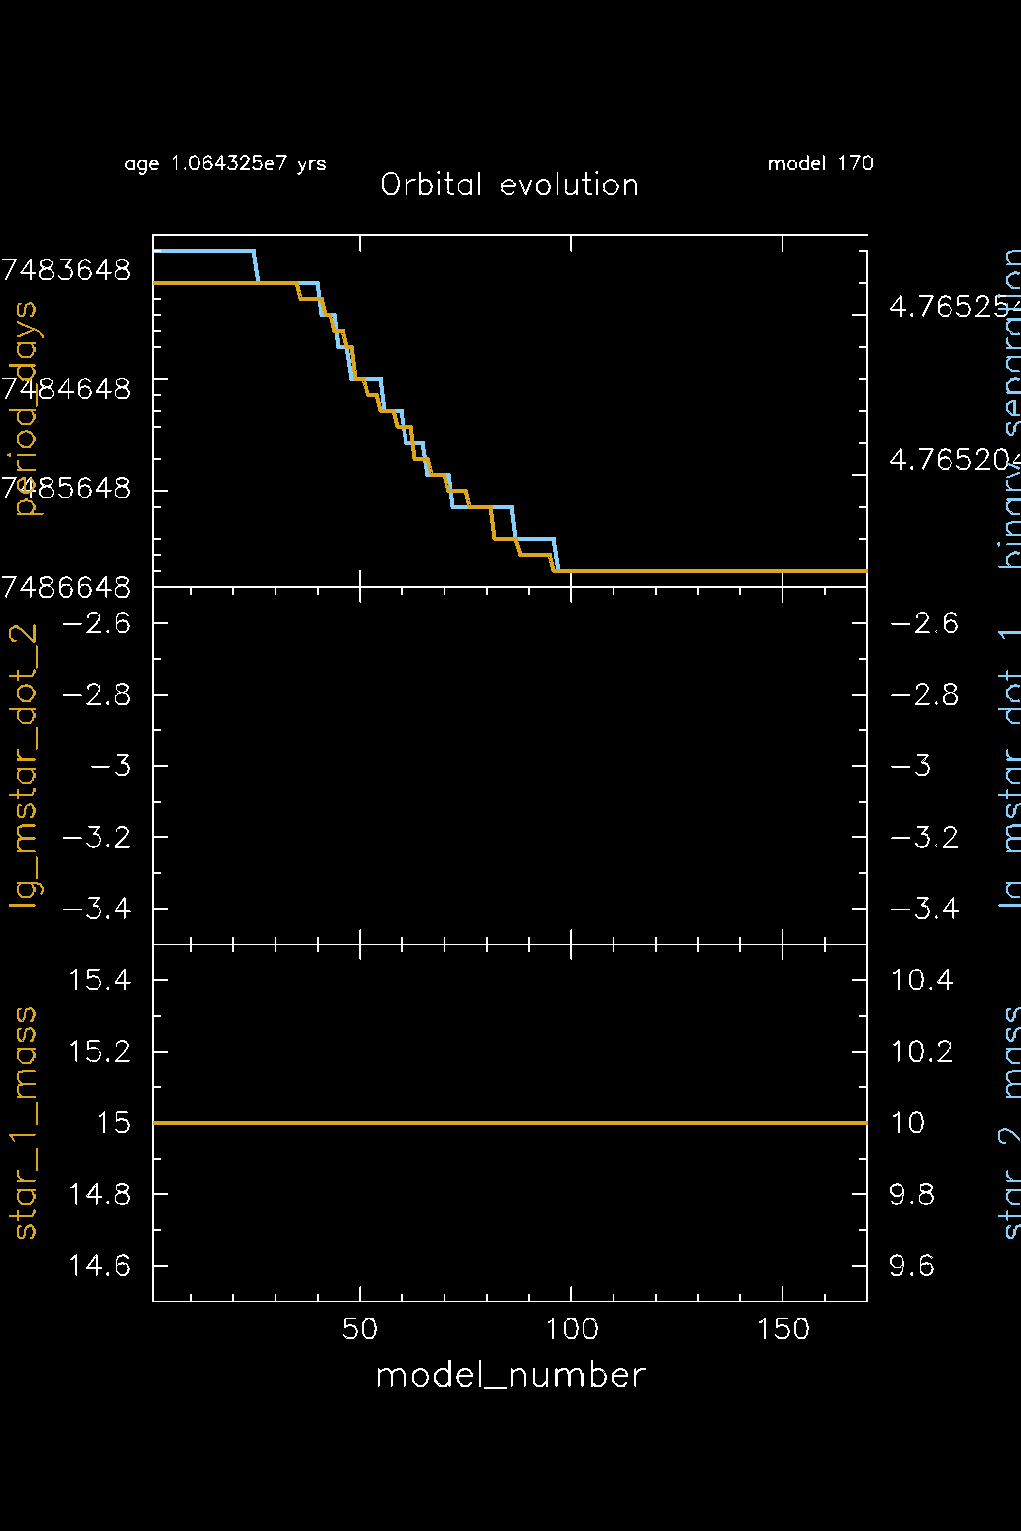 age 1.064325e7 yrs
model 170
Orbital evolution
7483648
7484648
7485648
7486648
period_days
4.76525
4.765204
binary_separation
-2.6
-2.8
-3
-3.2
-3.4
lg_mstar_dot_2
-2.6
-2.8
-3
-3.2
-3.4
lg_mstar_dot_1
15.4
15.2
15
14.8
14.6
star_1_mass
10.4
10.2
10
9.8
9.6
star_2_mass
50
100
150
model_number